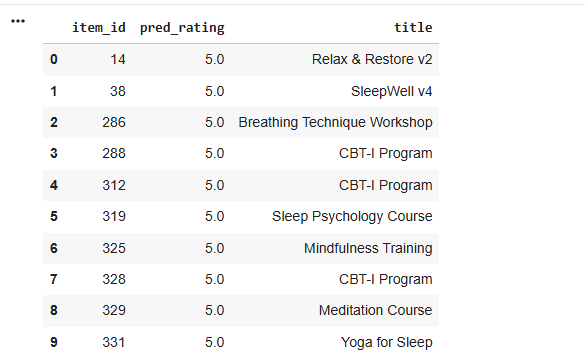 item_id pred_rating title
0 14 5.0 Relax & Restore v2
1 38 5.0 SleepWell v4
2 286 5.0 Breathing Technique Workshop
3 288 5.0 CBT-I Program
4 312 5.0 CBT-I Program
5 319 5.0 Sleep Psychology Course
6 325 5.0 Mindfulness Training
7 328 5.0 CBT-I Program
8 329 5.0 Meditation Course
9 331 5.0 Yoga for Sleep